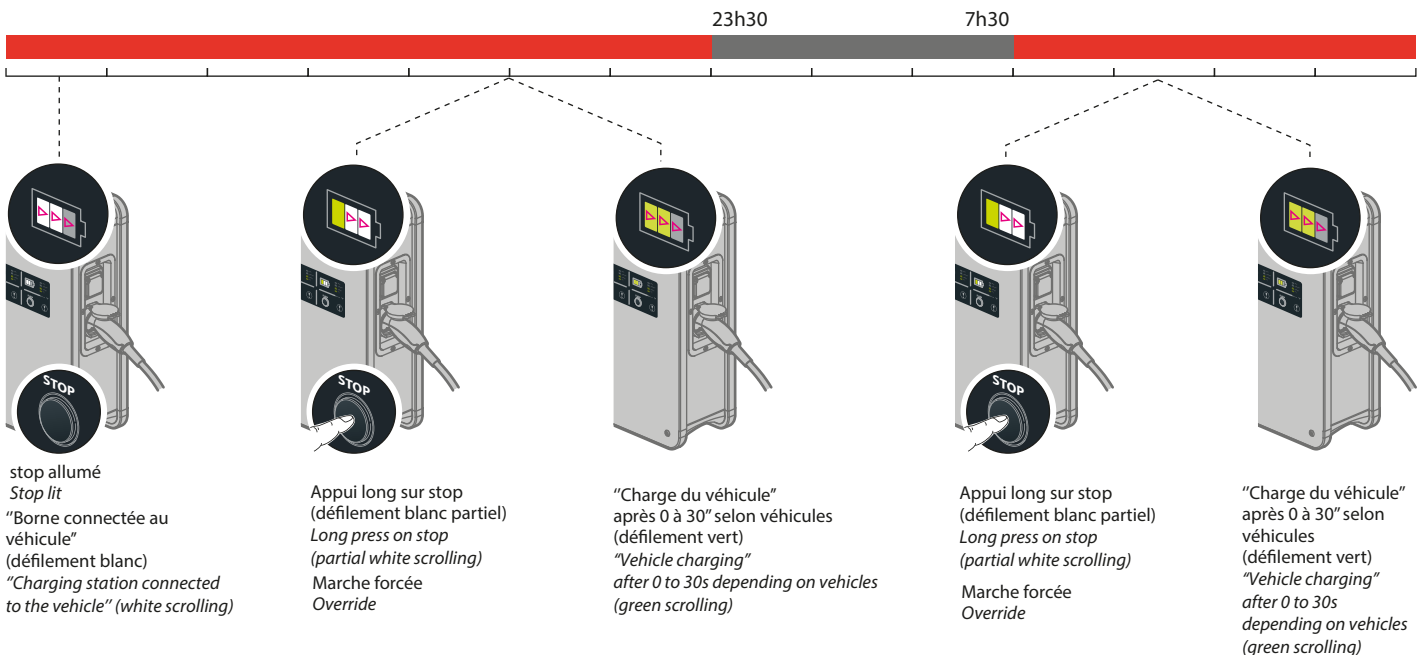 23h30
7h30
STOP
stop allumé
Stop lit
"Borne connectée au
véhicule"
(défilement blanc)
"Charging station connected
to the vehicle" (white scrolling)
STOP
Appui long sur stop
(défilement blanc partiel)
Long press on stop
(partial white scrolling)
Marche forcée
Override
"Charge du véhicule"
après 0 à 30" selon véhicules
(défilement vert)
"Vehicle charging"
after 0 to 30s depending on vehicles
(green scrolling)
STOP
Appui long sur stop
(défilement blanc partiel)
Long press on stop
(partial white scrolling)
Marche forcée
Override
"Charge du véhicule"
après 0 à 30" selon
véhicules
(défilement vert)
"Vehicle charging"
after 0 to 30s
depending on vehicles
(green scrolling)